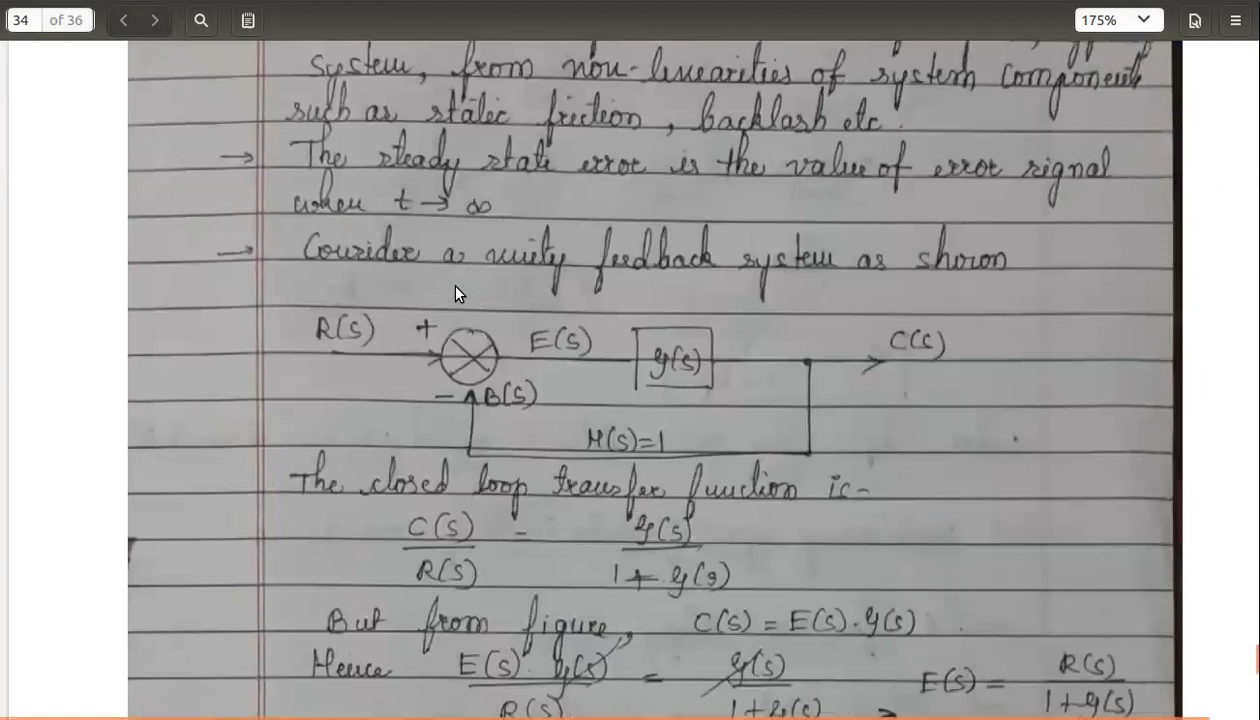 34 of 36
175%
system, from non-linearities of system components
such as static friction, backlash etc.
→ The steady state error is the value of error signal
when t → ∞
→ Consider a unity feedback system as shown
R(S) + E(S) G(S) C(S)
- B(S)
H(S)=1
The closed loop transfer function is-
C(S) = G(S)
R(S) 1 + G(S)
But from figure, C(S) = E(S). G(S)
Hence E(S) G(S) = G(S) E(S) = R(S)
R(S) 1+G(S) ⇒ 1+G(S)